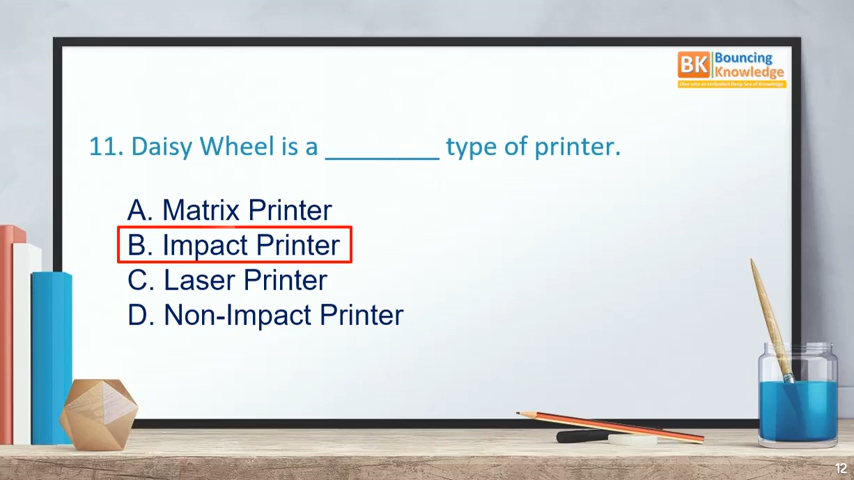 BK Bouncing
Knowledge
11. Daisy Wheel is a ________ type of printer.
A. Matrix Printer
B. Impact Printer
C. Laser Printer
D. Non-Impact Printer
12